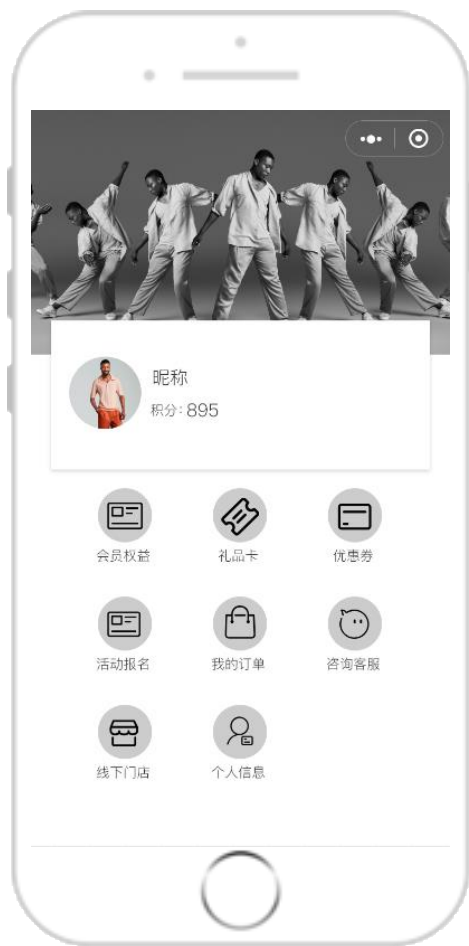 昵称
积分：895
会员权益
礼品卡
优惠券
活动报名
我的订单
咨询客服
线下门店
个人信息